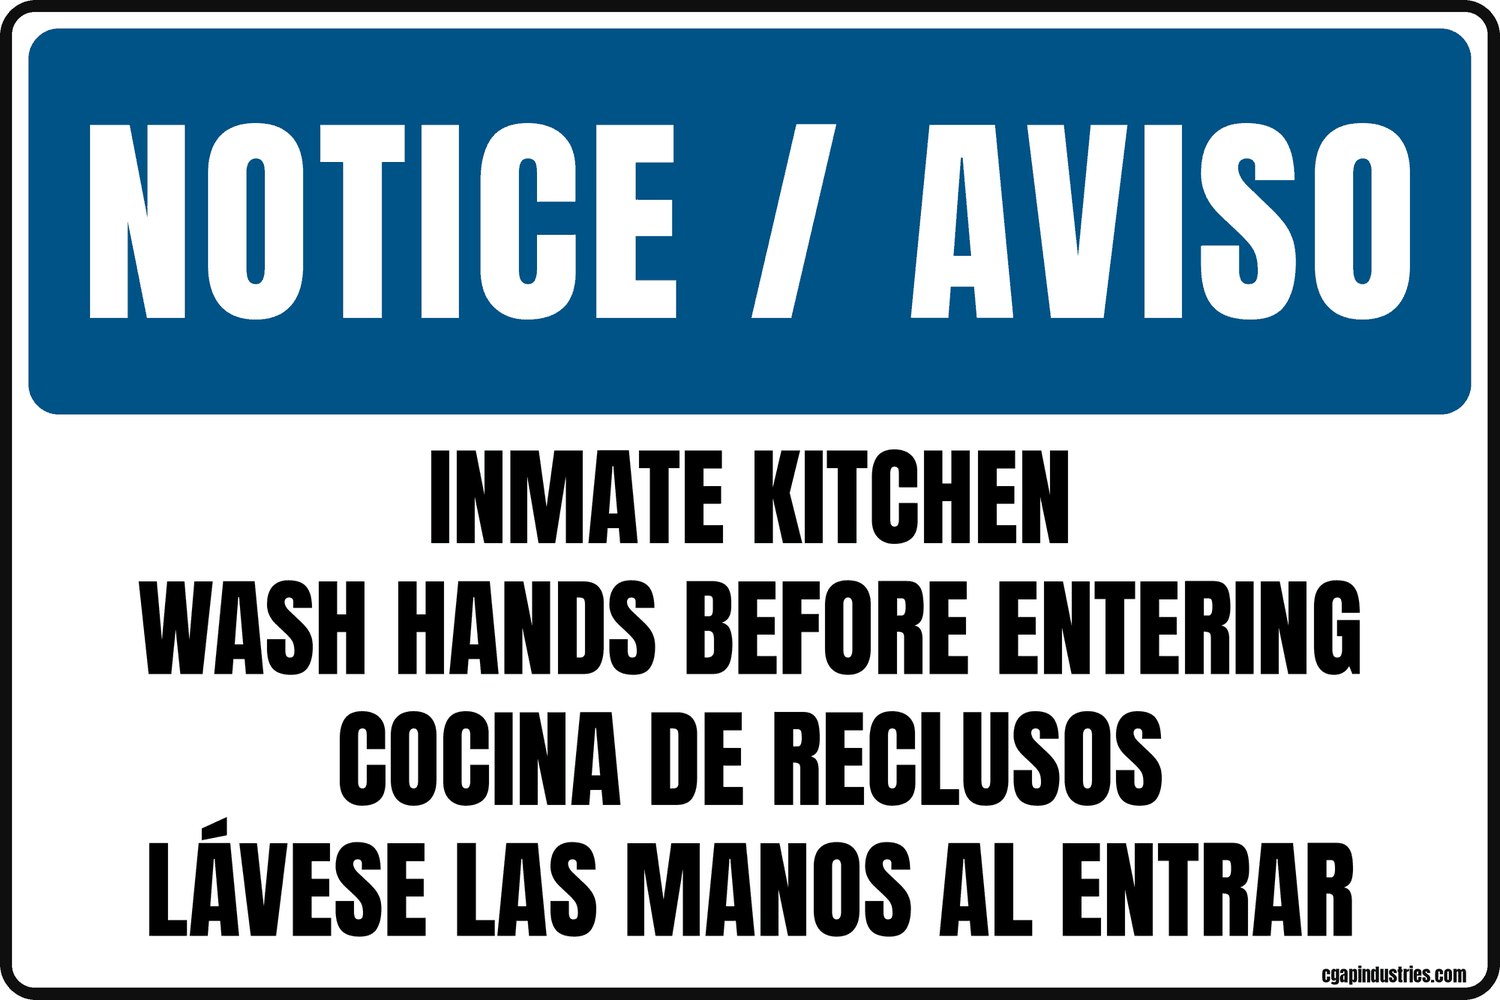 NOTICE / AVISO
INMATE KITCHEN
WASH HANDS BEFORE ENTERING
COCINA DE RECLUSOS
LÁVESE LAS MANOS AL ENTRAR
cgapindustries.com